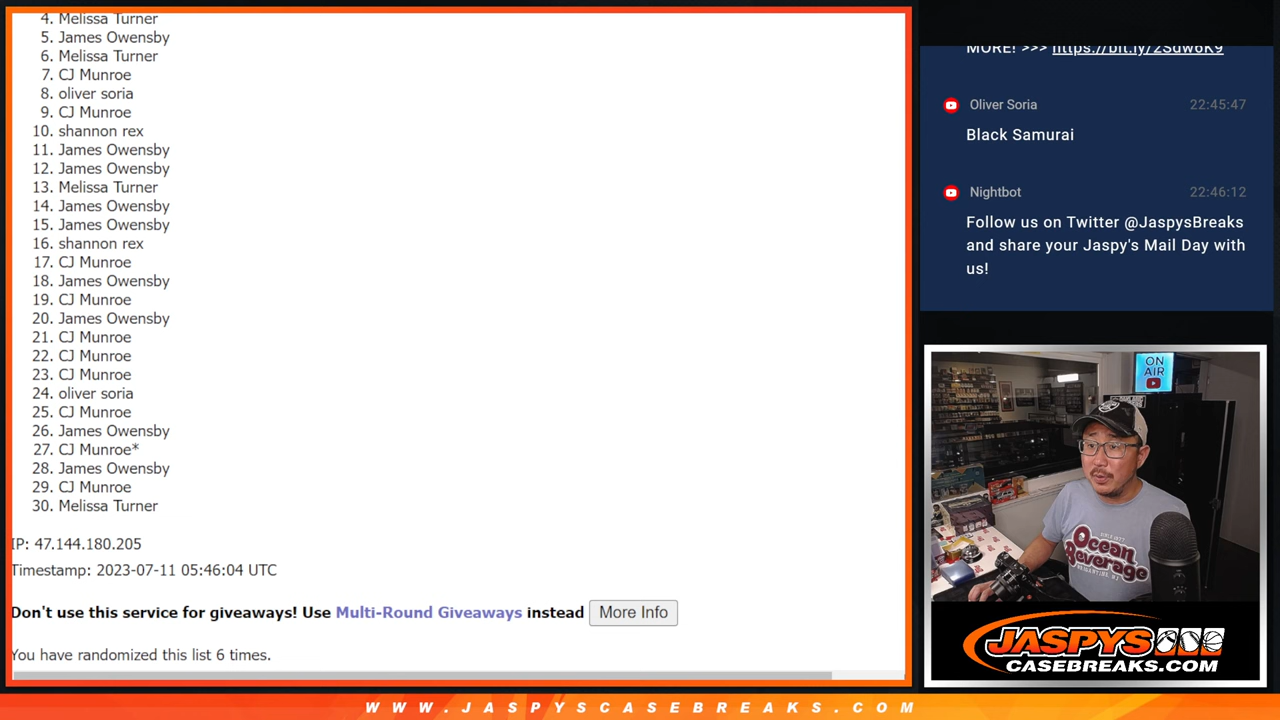 4. Melissa Turner
5. James Owensby
6. Melissa Turner
7. CJ Munroe
8. oliver soria
9. CJ Munroe
10. shannon rex
11. James Owensby
12. James Owensby
13. Melissa Turner
14. James Owensby
15. James Owensby
16. shannon rex
17. CJ Munroe
18. James Owensby
19. CJ Munroe
20. James Owensby
21. CJ Munroe
22. CJ Munroe
23. CJ Munroe
24. oliver soria
25. CJ Munroe
26. James Owensby
27. CJ Munroe*
28. James Owensby
29. CJ Munroe
30. Melissa Turner
IP: 47.144.180.205
Timestamp: 2023-07-11 05:46:04 UTC
Don't use this service for giveaways! Use Multi-Round Giveaways instead More Info
You have randomized this list 6 times.
MORE! >>> https://bit.ly/2Sdw6K9
Oliver Soria 22:45:47
Black Samurai
Nightbot 22:46:12
Follow us on Twitter @JaspysBreaks
and share your Jaspy's Mail Day with
us!
ON
AIR
Ocean
Beverage
JASPYS
CASEBREAKS.COM
WWW.JASPYSCASEBREAKS.COM